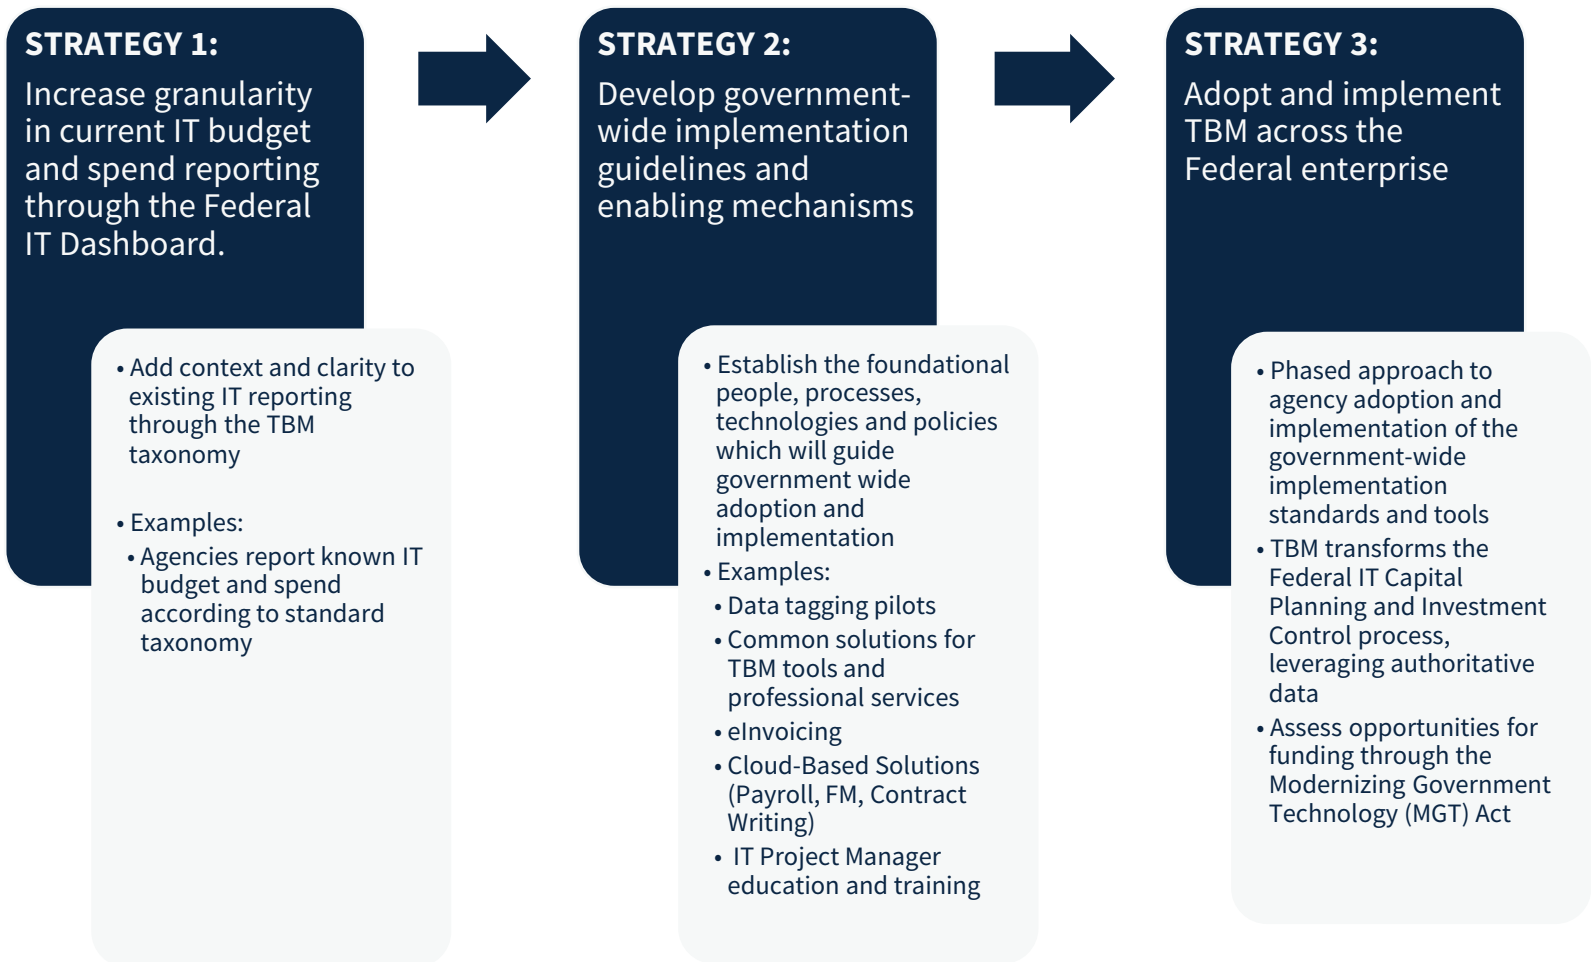 STRATEGY 1:
Increase granularity
in current IT budget
and spend reporting
through the Federal
IT Dashboard.
• Add context and clarity to
existing IT reporting
through the TBM
taxonomy
• Examples:
• Agencies report known IT
budget and spend
according to standard
taxonomy
STRATEGY 2:
Develop government-
wide implementation
guidelines and
enabling mechanisms
• Establish the foundational
people, processes,
technologies and policies
which will guide
government wide
adoption and
implementation
• Examples:
• Data tagging pilots
• Common solutions for
TBM tools and
professional services
• eInvoicing
• Cloud-Based Solutions
(Payroll, FM, Contract
Writing)
• IT Project Manager
education and training
STRATEGY 3:
Adopt and implement
TBM across the
Federal enterprise
• Phased approach to
agency adoption and
implementation of the
government-wide
implementation
standards and tools
• TBM transforms the
Federal IT Capital
Planning and Investment
Control process,
leveraging authoritative
data
• Assess opportunities for
funding through the
Modernizing Government
Technology (MGT) Act